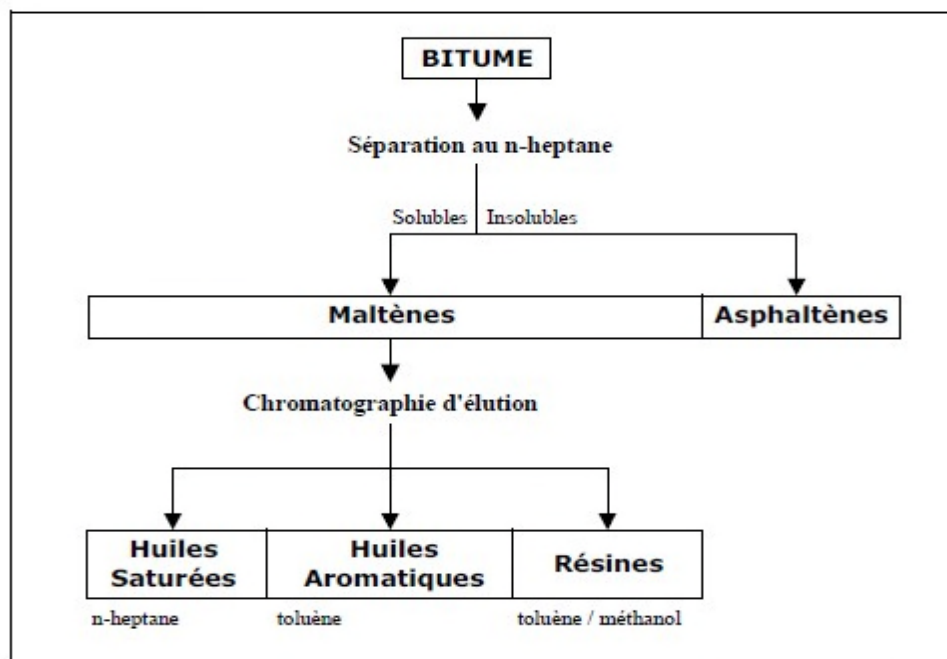 BITUME
Séparation au n-heptane
Solubles Insolubles
Maltènes Asphaltènes
Chromatographie d'élution
Huiles Saturées
Huiles Aromatiques
Résines
n-heptane toluène toluène / méthanol